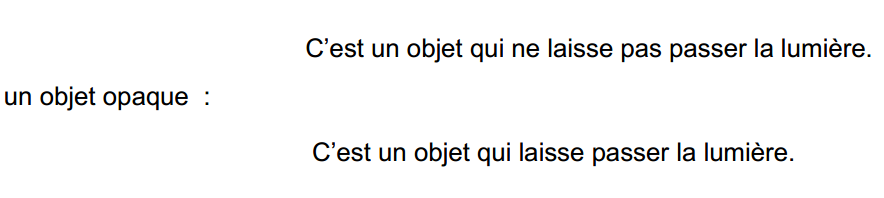 C’est un objet qui ne laisse pas passer la lumière.
un objet opaque  :
C’est un objet qui laisse passer la lumière.